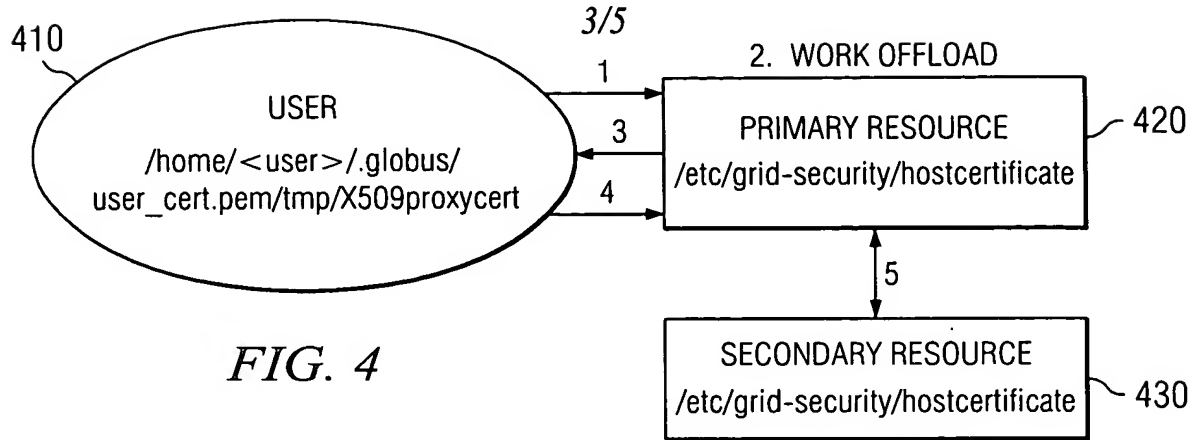 3/5
410
1
2. WORK OFFLOAD
USER
/home/<user>/.globus/
user_cert.pem/tmp/X509proxycert
3
4
PRIMARY RESOURCE
/etc/grid-security/hostcertificate
420
5
SECONDARY RESOURCE
/etc/grid-security/hostcertificate
430
FIG. 4